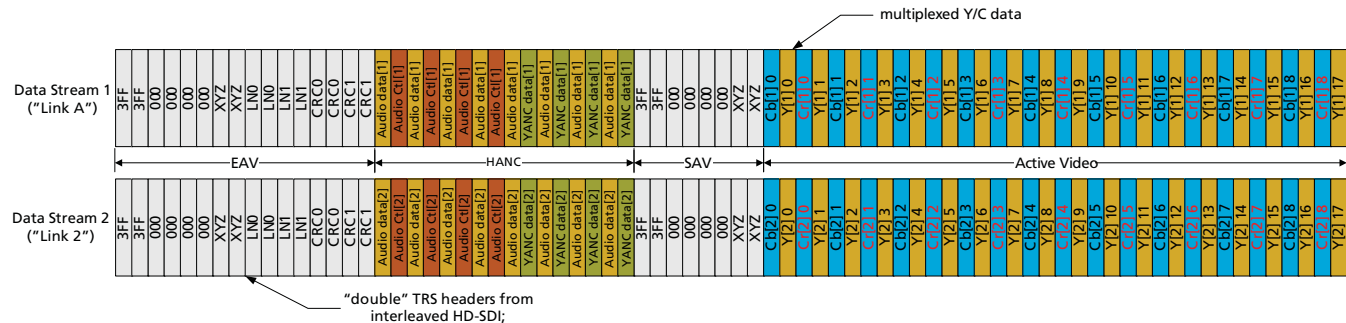 multiplexed Y/C data
Data Stream 1
("Link A")
3FF
3FF
000
000
000
000
XYZ
XYZ
LN0
LN0
LN1
LN1
CRC0
CRC0
CRC1
CRC1
Audio data[1]
Audio Ctl[1]
Audio data[1]
Audio Ctl[1]
Audio data[1]
Audio Ctl[1]
Audio data[1]
Audio Ctl[1]
Audio data[1]
YANC data[1]
Audio data[1]
YANC data[1]
Audio data[1]
YANC data[1]
Audio data[1]
YANC data[1]
3FF
3FF
000
000
000
000
XYZ
XYZ
Cb[1]0
Y[1]0
Cr[1]0
Y[1]1
Cb[1]1
Y[1]2
Cr[1]1
Y[1]3
Cb[1]2
Y[1]4
Cr[1]2
Y[1]5
Cb[1]3
Y[1]6
Cr[1]3
Y[1]7
Cb[1]4
Y[1]8
Cr[1]4
Y[1]9
Cb[1]5
Y[1]10
Cr[1]5
Y[1]11
Cb[1]6
Y[1]12
Cr[1]6
Y[1]13
Cb[1]7
Y[1]14
Cr[1]7
Y[1]15
Cb[1]8
Y[1]16
Cr[1]8
Y[1]17
EAV
HANC
SAV
Active Video
Data Stream 2
("Link 2")
3FF
3FF
000
000
000
000
XYZ
XYZ
LN0
LN0
LN1
LN1
CRC0
CRC0
CRC1
CRC1
Audio data[2]
Audio Ctl[2]
Audio data[2]
Audio Ctl[2]
Audio data[2]
Audio Ctl[2]
Audio data[2]
Audio Ctl[2]
Audio data[2]
YANC data[2]
Audio data[2]
YANC data[2]
Audio data[2]
YANC data[2]
Audio data[2]
YANC data[2]
3FF
3FF
000
000
000
000
XYZ
XYZ
Cb[2]0
Y[2]0
Cr[2]0
Y[2]1
Cb[2]1
Y[2]2
Cr[2]1
Y[2]3
Cb[2]2
Y[2]4
Cr[2]2
Y[2]5
Cb[2]3
Y[2]6
Cr[2]3
Y[2]7
Cb[2]4
Y[2]8
Cr[2]4
Y[2]9
Cb[2]5
Y[2]10
Cr[2]5
Y[2]11
Cb[2]6
Y[2]12
Cr[2]6
Y[2]13
Cb[2]7
Y[2]14
Cr[2]7
Y[2]15
Cb[2]8
Y[2]16
Cr[2]8
Y[2]17
“double” TRS headers from
interleaved HD-SDI;